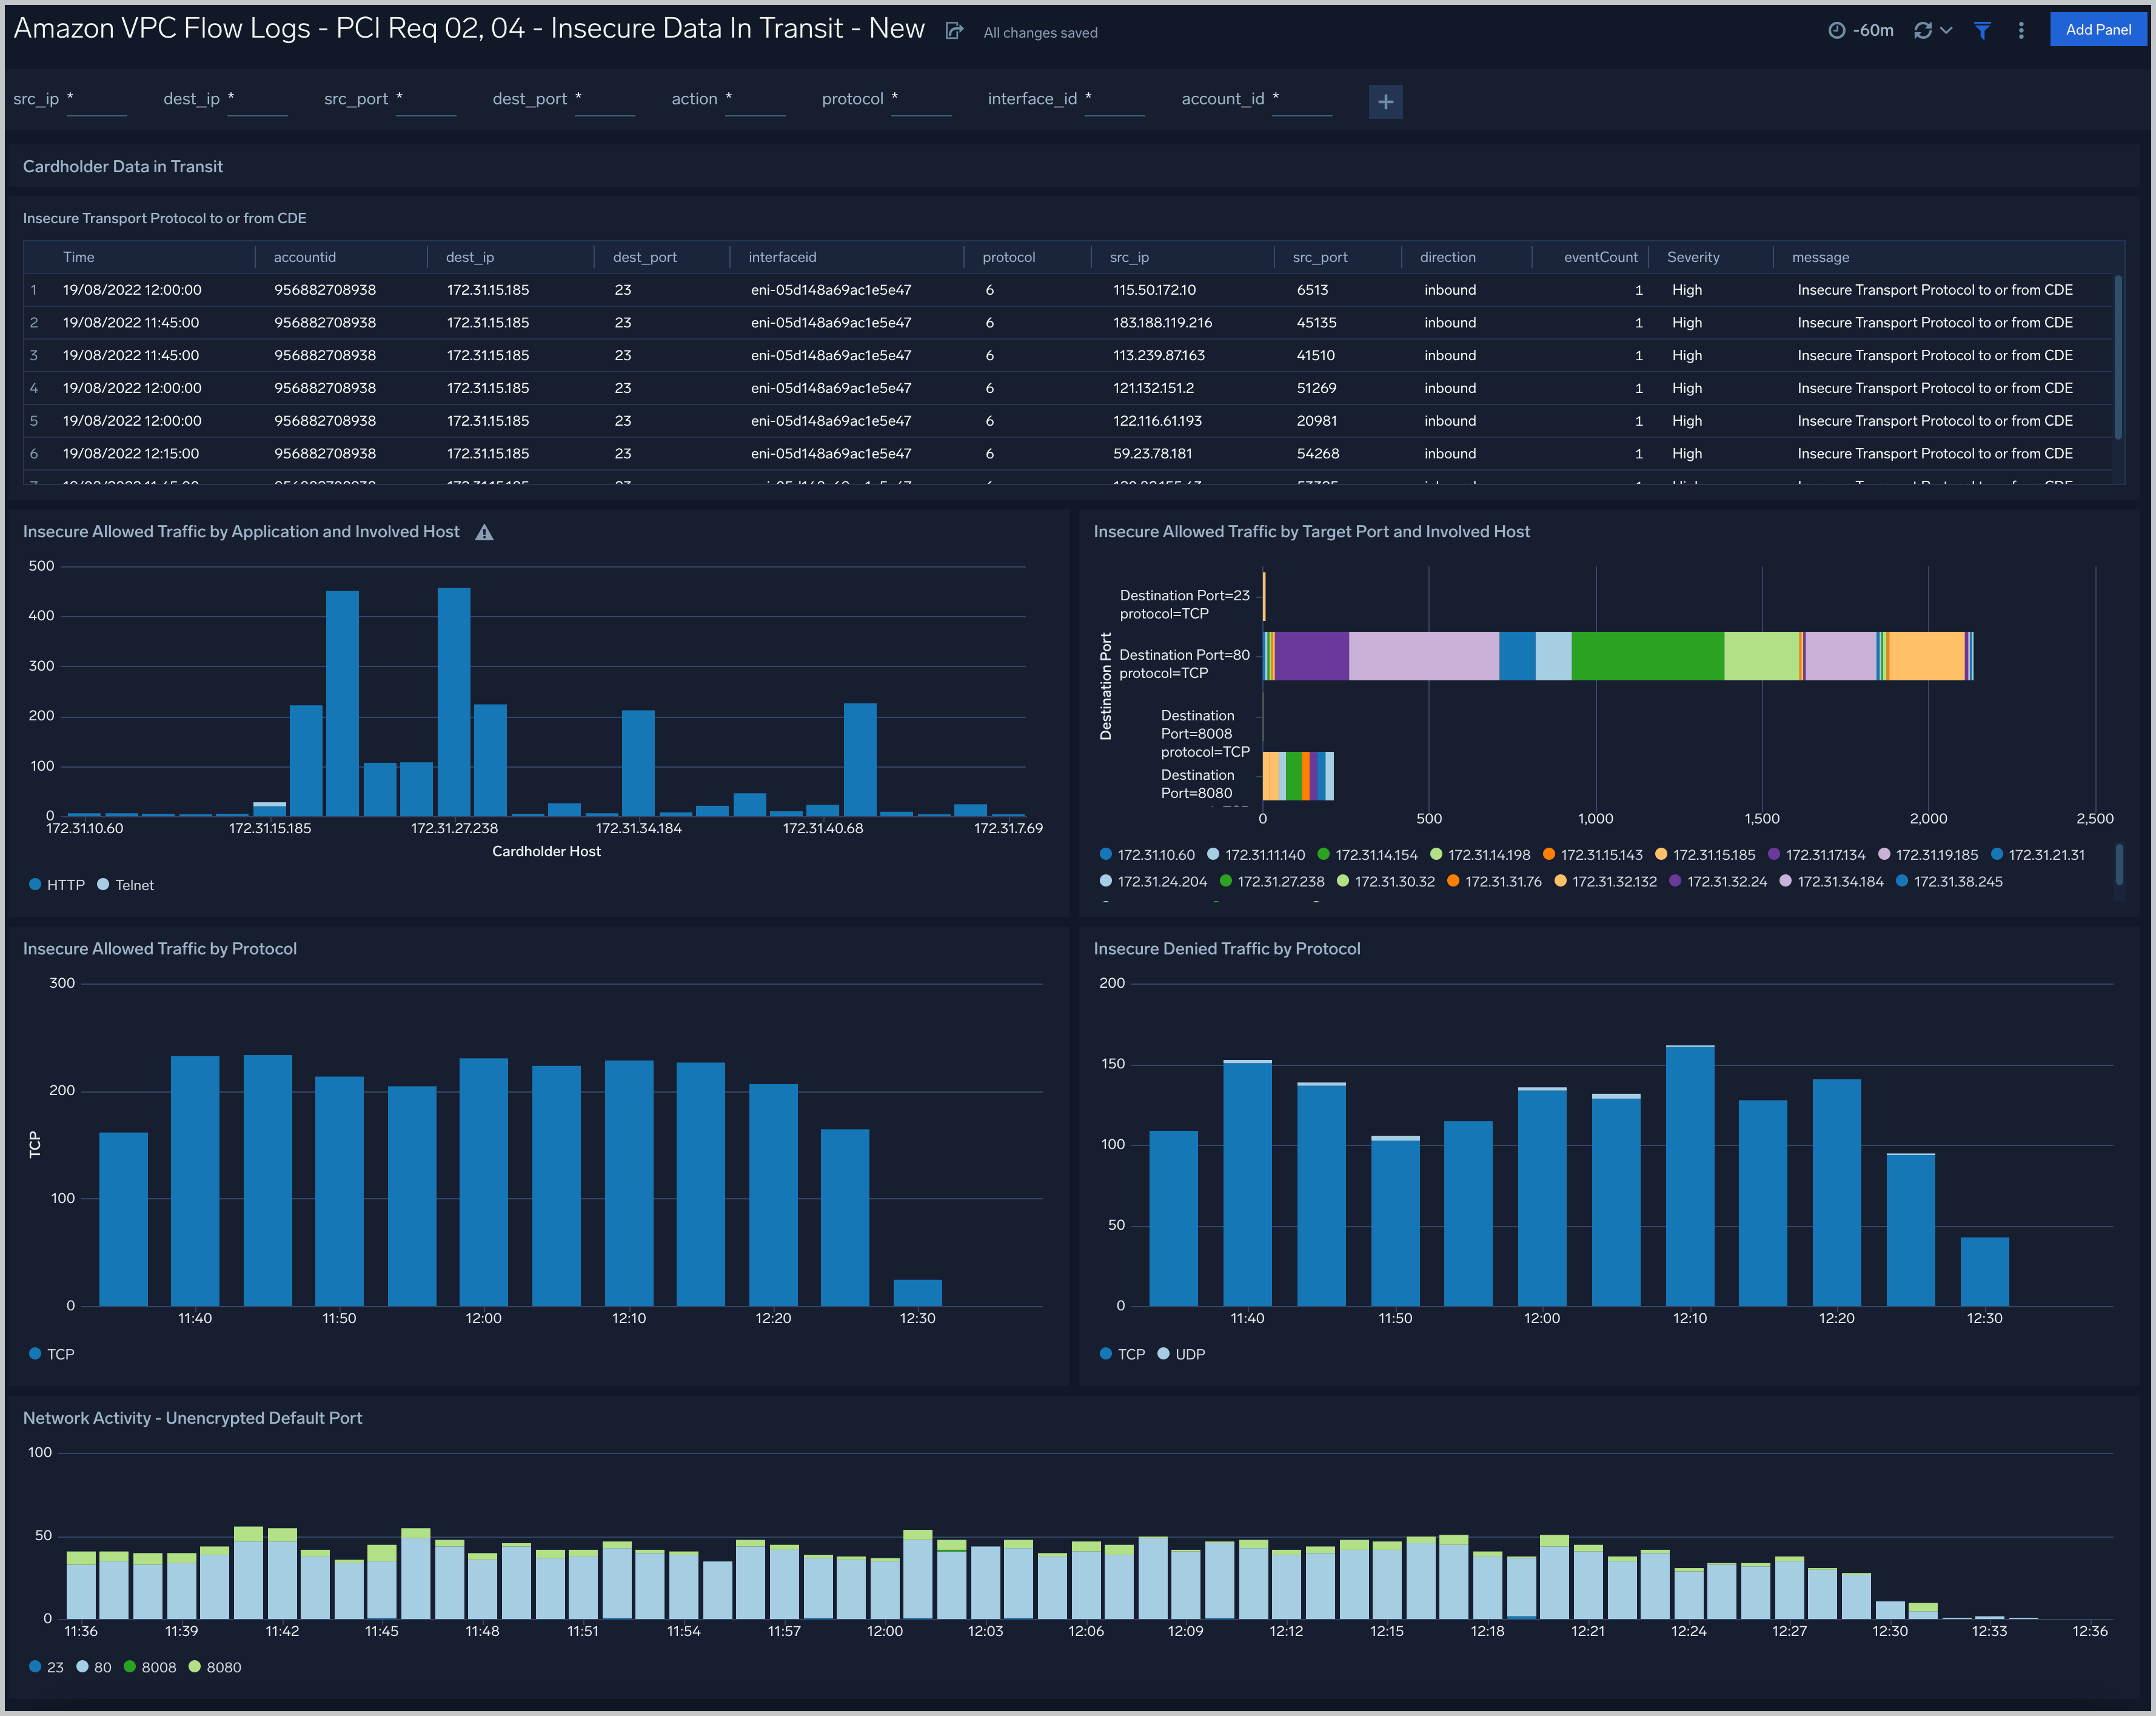 Amazon VPC Flow Logs - PCI Req 02, 04 - Insecure Data In Transit - New All changes saved -60m Add Panel
src_ip * dest_ip * src_port * dest_port * action * protocol * interface_id * account_id * +
Cardholder Data in Transit
Insecure Transport Protocol to or from CDE
Time accountid dest_ip dest_port interfaceid protocol src_ip src_port direction eventCount Severity message
1 19/08/2022 12:00:00 956882708938 172.31.15.185 23 eni-05d148a69ac1e5e47 6 115.50.172.10 6513 inbound 1 High Insecure Transport Protocol to or from CDE
2 19/08/2022 11:45:00 956882708938 172.31.15.185 23 eni-05d148a69ac1e5e47 6 183.188.119.216 45135 inbound 1 High Insecure Transport Protocol to or from CDE
3 19/08/2022 11:45:00 956882708938 172.31.15.185 23 eni-05d148a69ac1e5e47 6 113.239.87.163 41510 inbound 1 High Insecure Transport Protocol to or from CDE
4 19/08/2022 12:00:00 956882708938 172.31.15.185 23 eni-05d148a69ac1e5e47 6 121.132.151.2 51269 inbound 1 High Insecure Transport Protocol to or from CDE
5 19/08/2022 12:00:00 956882708938 172.31.15.185 23 eni-05d148a69ac1e5e47 6 122.116.61.193 20981 inbound 1 High Insecure Transport Protocol to or from CDE
6 19/08/2022 12:15:00 956882708938 172.31.15.185 23 eni-05d148a69ac1e5e47 6 59.23.78.181 54268 inbound 1 High Insecure Transport Protocol to or from CDE
Insecure Allowed Traffic by Application and Involved Host
500
400
300
200
100
0
172.31.10.60 172.31.15.185 172.31.27.238 172.31.34.184 172.31.40.68 172.31.7.69
Cardholder Host
HTTP Telnet
Insecure Allowed Traffic by Target Port and Involved Host
Destination Port
Destination Port=23
protocol=TCP
Destination Port=80
protocol=TCP
Destination
Port=8008
protocol=TCP
Destination
Port=8080
0 500 1,000 1,500 2,000 2,500
172.31.10.60 172.31.11.140 172.31.14.154 172.31.14.198 172.31.15.143 172.31.15.185 172.31.17.134 172.31.19.185 172.31.21.31
172.31.24.204 172.31.27.238 172.31.30.32 172.31.31.76 172.31.32.132 172.31.32.24 172.31.34.184 172.31.38.245
Insecure Allowed Traffic by Protocol
TCP
300
200
100
0
11:40 11:50 12:00 12:10 12:20 12:30
TCP
Insecure Denied Traffic by Protocol
200
150
100
50
0
11:40 11:50 12:00 12:10 12:20 12:30
TCP UDP
Network Activity - Unencrypted Default Port
100
50
0
11:36 11:39 11:42 11:45 11:48 11:51 11:54 11:57 12:00 12:03 12:06 12:09 12:12 12:15 12:18 12:21 12:24 12:27 12:30 12:33 12:36
23 80 8008 8080